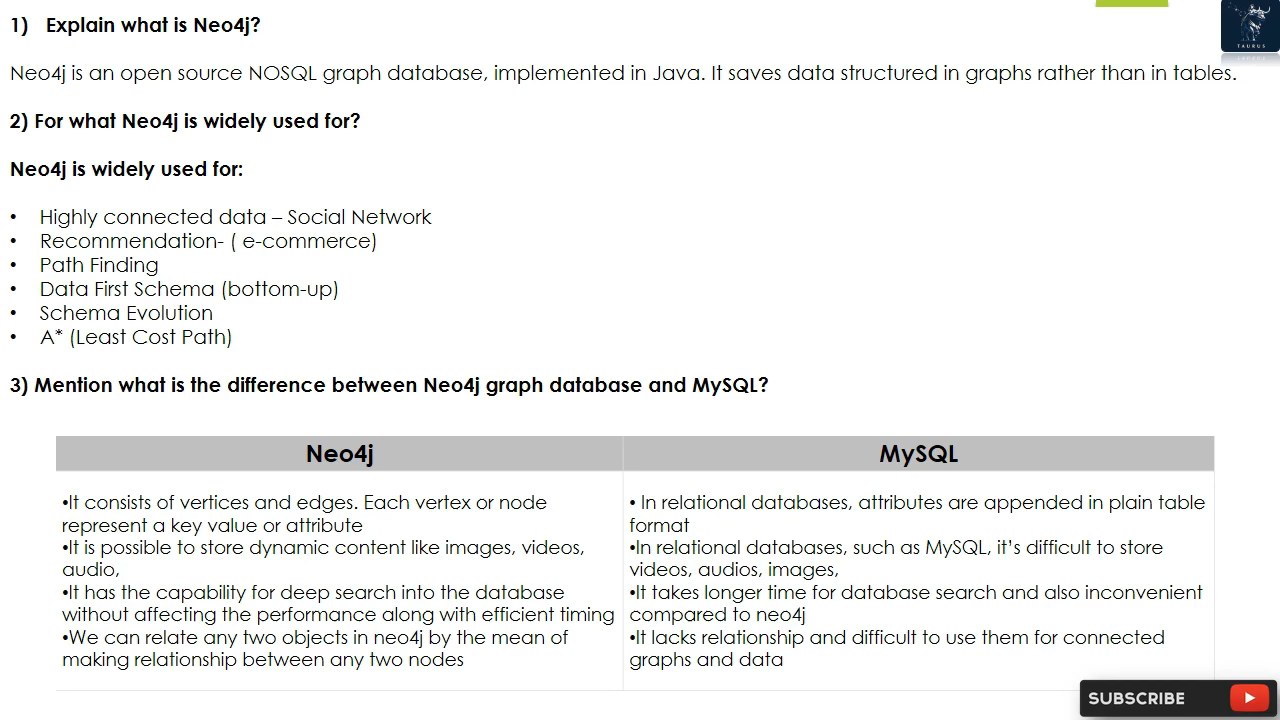 1) Explain what is Neo4j?
TAURUS
Neo4j is an open source NOSQL graph database, implemented in Java. It saves data structured in graphs rather than in tables.
2) For what Neo4j is widely used for?
Neo4j is widely used for:
• Highly connected data – Social Network
• Recommendation- ( e-commerce)
• Path Finding
• Data First Schema (bottom-up)
• Schema Evolution
• A* (Least Cost Path)
3) Mention what is the difference between Neo4j graph database and MySQL?
Neo4j
•It consists of vertices and edges. Each vertex or node
represent a key value or attribute
•It is possible to store dynamic content like images, videos,
audio,
•It has the capability for deep search into the database
without affecting the performance along with efficient timing
•We can relate any two objects in neo4j by the mean of
making relationship between any two nodes
MySQL
• In relational databases, attributes are appended in plain table
format
•In relational databases, such as MySQL, it’s difficult to store
videos, audios, images,
•It takes longer time for database search and also inconvenient
compared to neo4j
•It lacks relationship and difficult to use them for connected
graphs and data
SUBSCRIBE